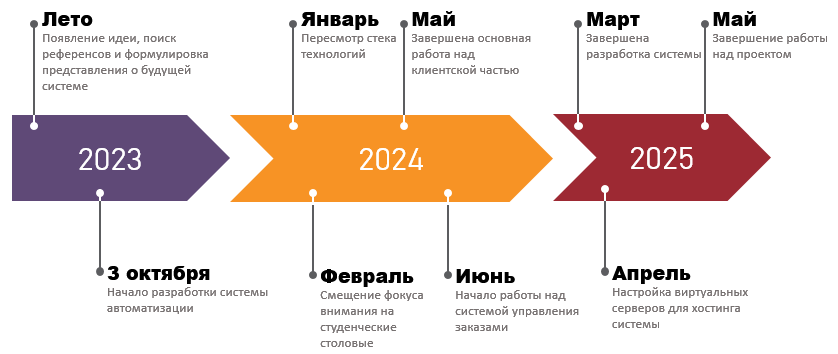 Лето
Появление идеи, поиск
референсов и формулировка
представления о будущей
системе
Январь
Пересмотр стека
технологий
Май
Завершена основная
работа над
клиентской частью
Март
Завершена
разработка системы
Май
Завершение работы
над проектом
2023
2024
2025
3 октября
Начало разработки системы
автоматизации
Февраль
Смещение фокуса
внимания на
студенческие
столовые
Июнь
Начало работы над
системой управления
заказами
Апрель
Настройка виртуальных
серверов для хостинга
системы